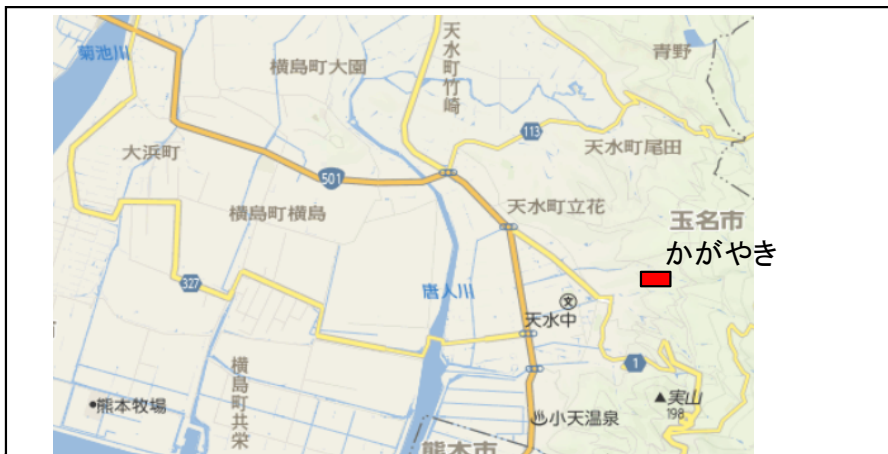 菊池川
横島町大園
天水町竹崎
青野
113
大浜町
501
天水町尾田
横島町横島
天水町立花
玉名市
かがやき
327
唐人川
文
天水中
横島町共栄
1
▲実山
198
•熊本牧場
♨小天温泉
熊本市